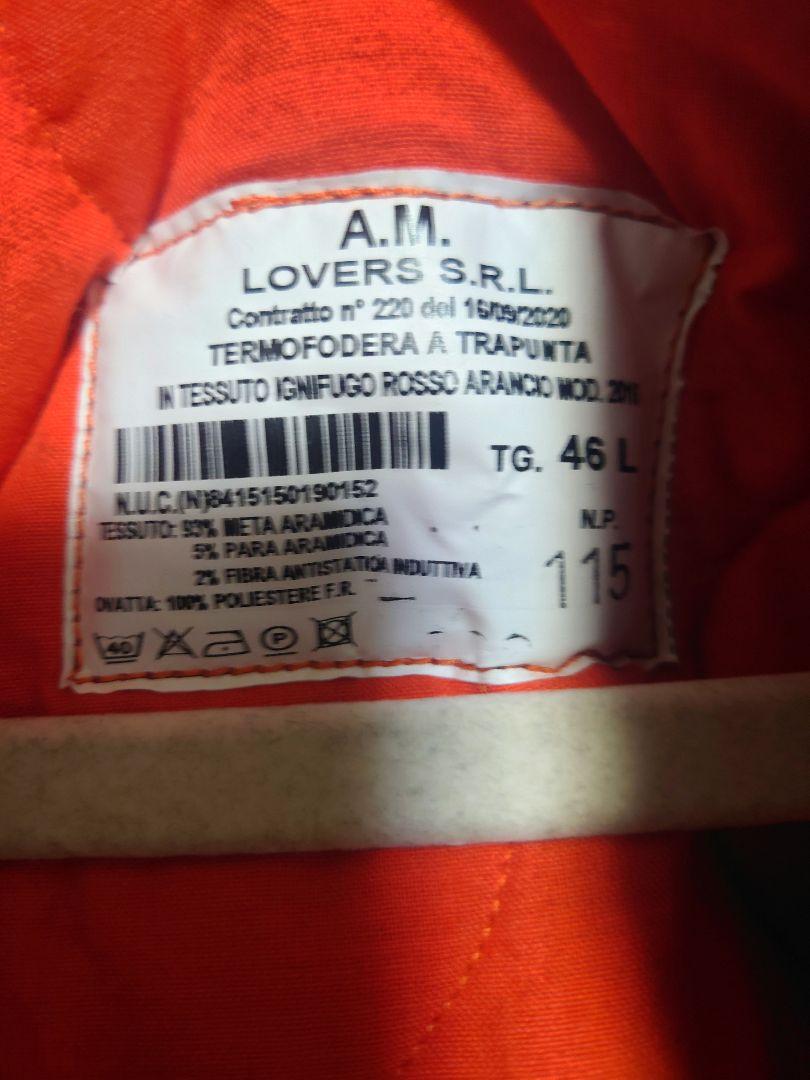 A.M.
LOVERS S.R.L.
Contratto n° 220 del 16/09/2020
TERMOFODERA A TRAPUNTA
IN TESSUTO IGNIFUGO ROSSO ARANCIO MOD.
TG. 46 L
N.U.C.(N)8415150190152
TESSUTO: 93% META ARAMIDICA
5% PARA ARAMIDICA
2% FIBRA ANTISTATICA INDUTTIVA
OVATTA: 100% POLIESTERE F.R.
N.P.
115
40
P